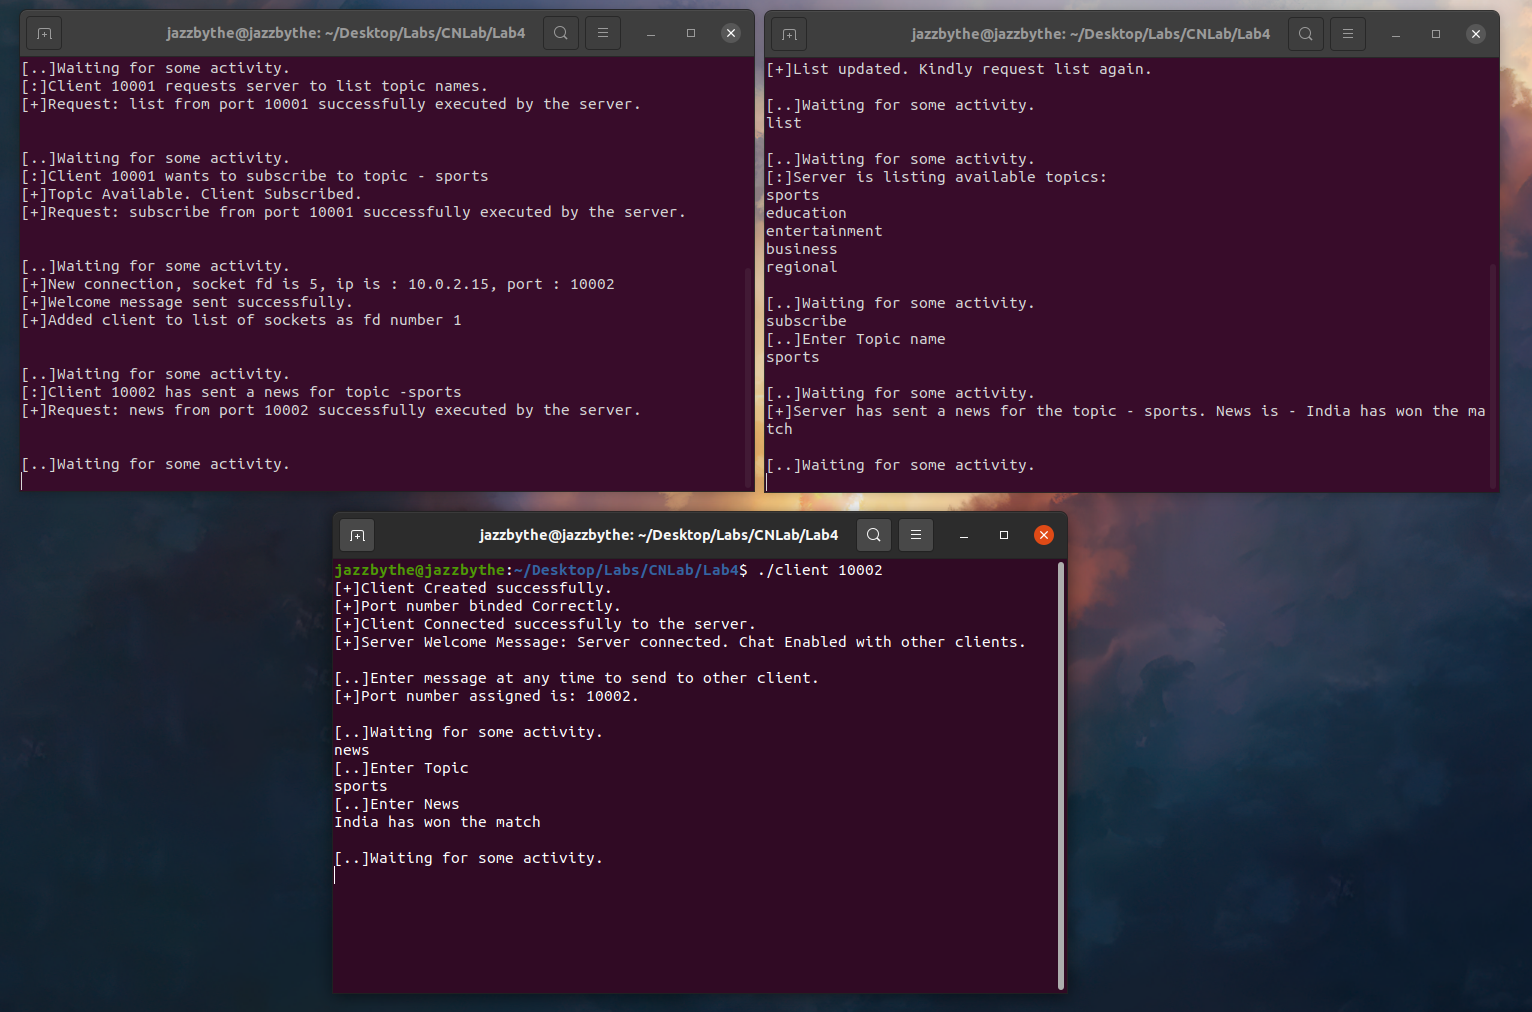 jazzbythe@jazzbythe: ~/Desktop/Labs/CNLab/Lab4
[..]Waiting for some activity.
[:]Client 10001 requests server to list topic names.
[+]Request: list from port 10001 successfully executed by the server.
[..]Waiting for some activity.
[:]Client 10001 wants to subscribe to topic - sports
[+]Topic Available. Client Subscribed.
[+]Request: subscribe from port 10001 successfully executed by the server.
[..]Waiting for some activity.
[+]New connection, socket fd is 5, ip is : 10.0.2.15, port : 10002
[+]Welcome message sent successfully.
[+]Added client to list of sockets as fd number 1
[..]Waiting for some activity.
[:]Client 10002 has sent a news for topic -sports
[+]Request: news from port 10002 successfully executed by the server.
[..]Waiting for some activity.
jazzbythe@jazzbythe: ~/Desktop/Labs/CNLab/Lab4
[+]List updated. Kindly request list again.
[..]Waiting for some activity.
list
[..]Waiting for some activity.
[:]Server is listing available topics:
sports
education
entertainment
business
regional
[..]Waiting for some activity.
subscribe
[..]Enter Topic name
sports
[..]Waiting for some activity.
[+]Server has sent a news for the topic - sports. News is - India has won the ma
tch
[..]Waiting for some activity.
jazzbythe@jazzbythe: ~/Desktop/Labs/CNLab/Lab4
jazzbythe@jazzbythe:~/Desktop/Labs/CNLab/Lab4$ ./client 10002
[+]Client Created successfully.
[+]Port number binded Correctly.
[+]Client Connected successfully to the server.
[+]Server Welcome Message: Server connected. Chat Enabled with other clients.
[..]Enter message at any time to send to other client.
[+]Port number assigned is: 10002.
[..]Waiting for some activity.
news
[..]Enter Topic
sports
[..]Enter News
India has won the match
[..]Waiting for some activity.